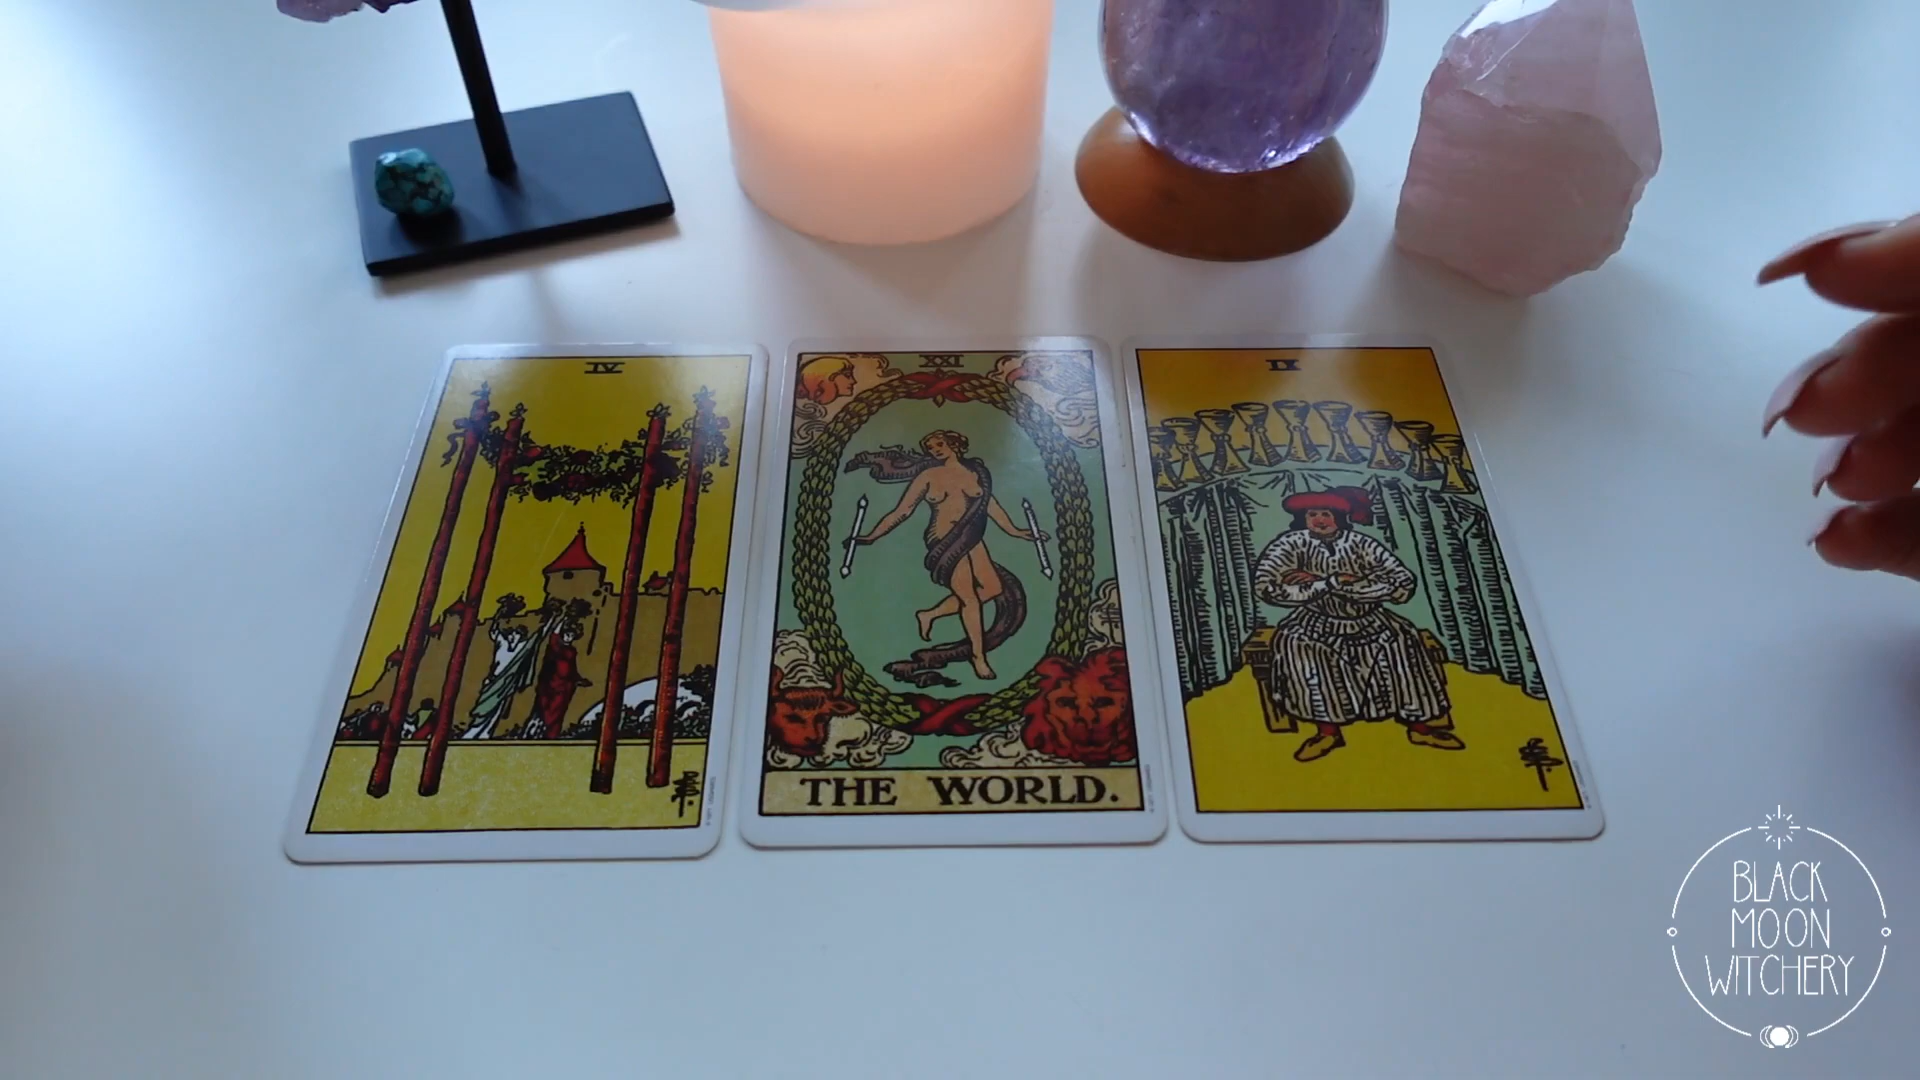 IV
XXI
IX
THE WORLD.
BLACK
MOON
WITCHERY